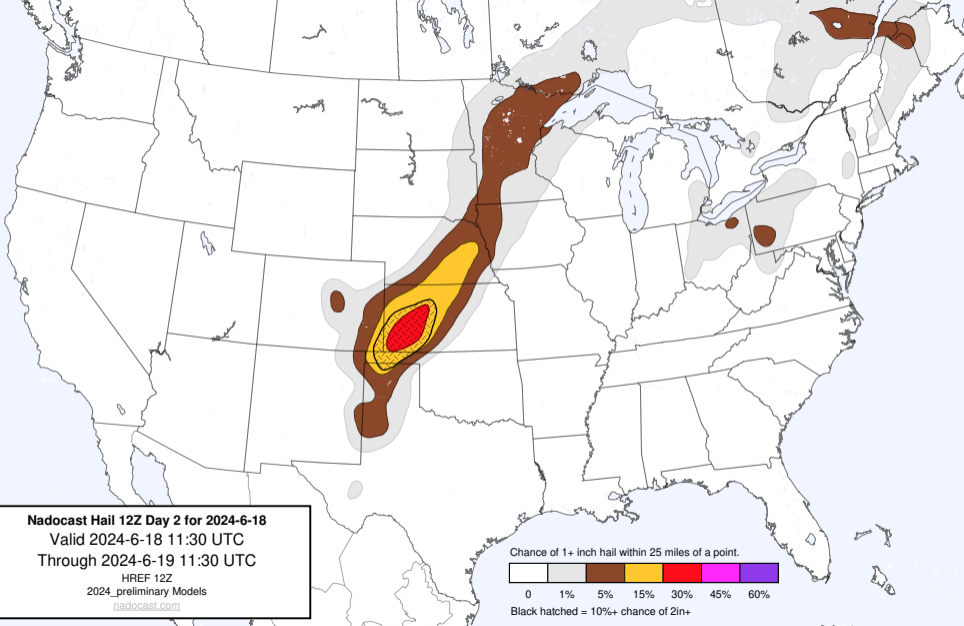 Nadocast Hail 12Z Day 2 for 2024-6-18
Valid 2024-6-18 11:30 UTC
Through 2024-6-19 11:30 UTC
HREF 12Z
2024_preliminary Models
nadocast.com
Chance of 1+ inch hail within 25 miles of a point.
0 1% 5% 15% 30% 45% 60%
Black hatched = 10%+ chance of 2in+